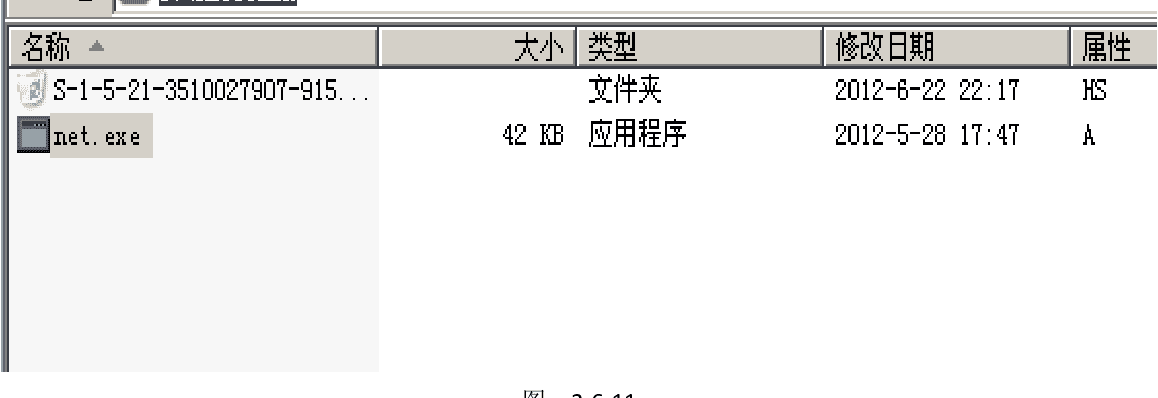 名称 大小 类型 修改日期 属性
S-1-5-21-3510027907-915... 文件夹 2012-6-22 22:17 HS
net.exe 42 KB 应用程序 2012-5-28 17:47 A